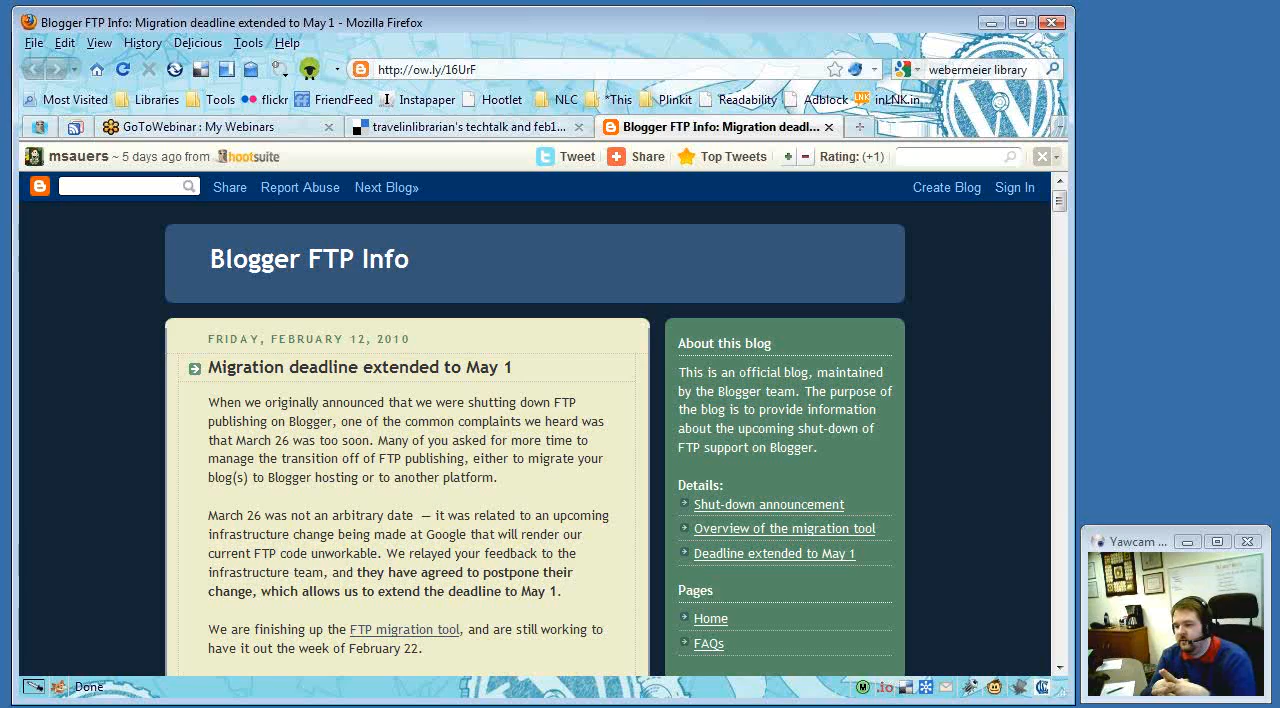 Blogger FTP Info: Migration deadline extended to May 1 - Mozilla Firefox
File Edit View History Delicious Tools Help
http://ow.ly/16UrF
webermeier library
Most Visited Libraries Tools flickr FriendFeed Instapaper Hootlet NLC *This Plinkit Readability Adblock inLNK.in
GoToWebinar : My Webinars
travelinlibrarian's techtalk and feb1...
Blogger FTP Info: Migration deadl...
msauers ~ 5 days ago from hootsuite
Tweet Share Top Tweets Rating: (+1)
Share Report Abuse Next Blog»
Create Blog Sign In
Blogger FTP Info
FRIDAY, FEBRUARY 12, 2010
Migration deadline extended to May 1
When we originally announced that we were shutting down FTP
publishing on Blogger, one of the common complaints we heard was
that March 26 was too soon. Many of you asked for more time to
manage the transition off of FTP publishing, either to migrate your
blog(s) to Blogger hosting or to another platform.
March 26 was not an arbitrary date — it was related to an upcoming
infrastructure change being made at Google that will render our
current FTP code unworkable. We relayed your feedback to the
infrastructure team, and they have agreed to postpone their
change, which allows us to extend the deadline to May 1.
We are finishing up the FTP migration tool, and are still working to
have it out the week of February 22.
About this blog
This is an official blog, maintained
by the Blogger team. The purpose of
the blog is to provide information
about the upcoming shut-down of
FTP support on Blogger.
Details:
Shut-down announcement
Overview of the migration tool
Deadline extended to May 1
Pages
Home
FAQs
Done
.io
Yawcam ...